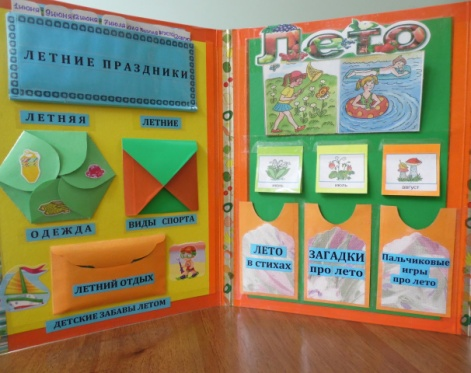 ЛЕТНИЕ ПРАЗДНИКИ
ЛЕТНЯЯ
ЛЕТНИЕ
ОДЕЖДА
ВИДЫ СПОРТА
ЛЕТНИЙ ОТДЫХ
ДЕТСКИЕ ЗАБАВЫ ЛЕТОМ
Лето
июнь
июль
август
ЛЕТО
в стихах
ЗАГАДКИ
про лето
Пальчиковые
игры
про лето